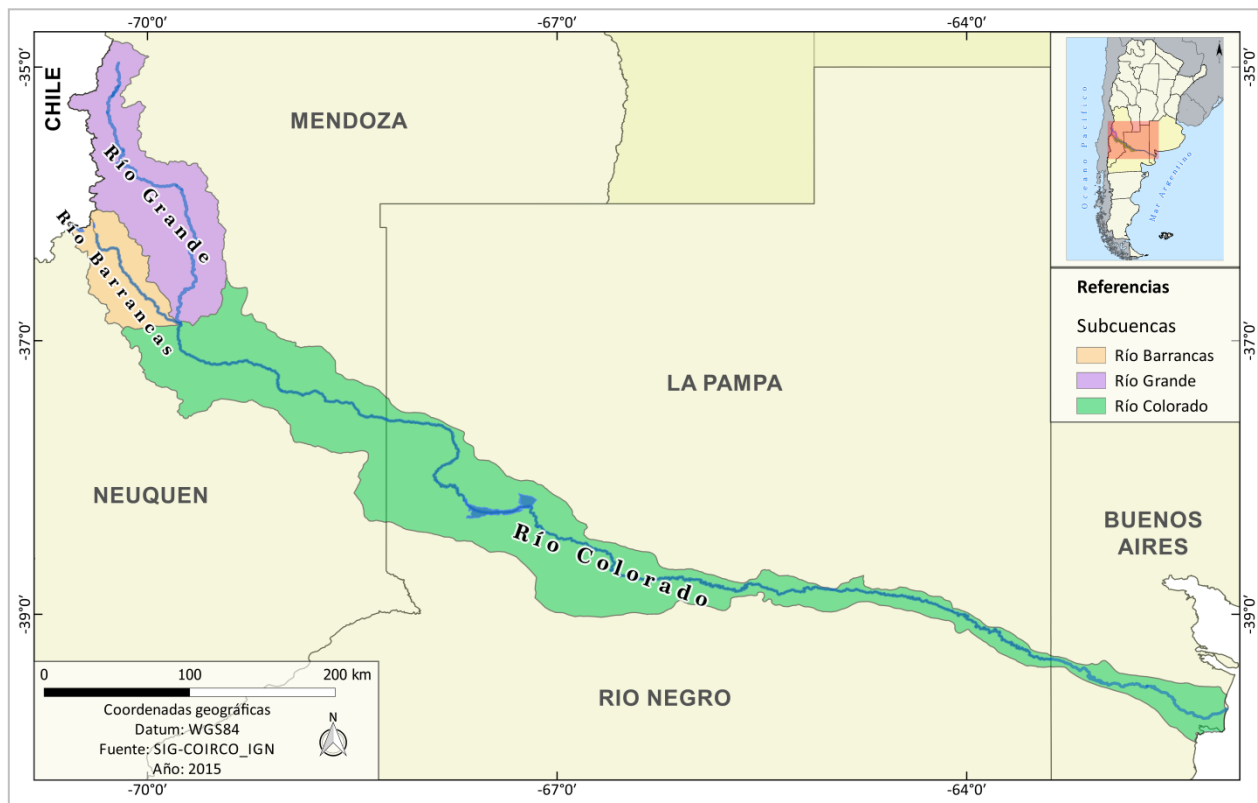 -70°0′
-67°0′
-64°0′
-35°0′
-35°0′
CHILE
MENDOZA
Río Grande
Río Barrancas
Oceano Pacífico
Mar Argentino
Referencias
Subcuencas
Río Barrancas
Río Grande
Río Colorado
-37°0′
-37°0′
LA PAMPA
NEUQUEN
Río Colorado
BUENOS
AIRES
-39°0′
-39°0′
RIO NEGRO
0
100
200 km
Coordenadas geográficas
Datum: WGS84
Fuente: SIG-COIRCO_IGN
Año: 2015
N
-70°0′
-67°0′
-64°0′